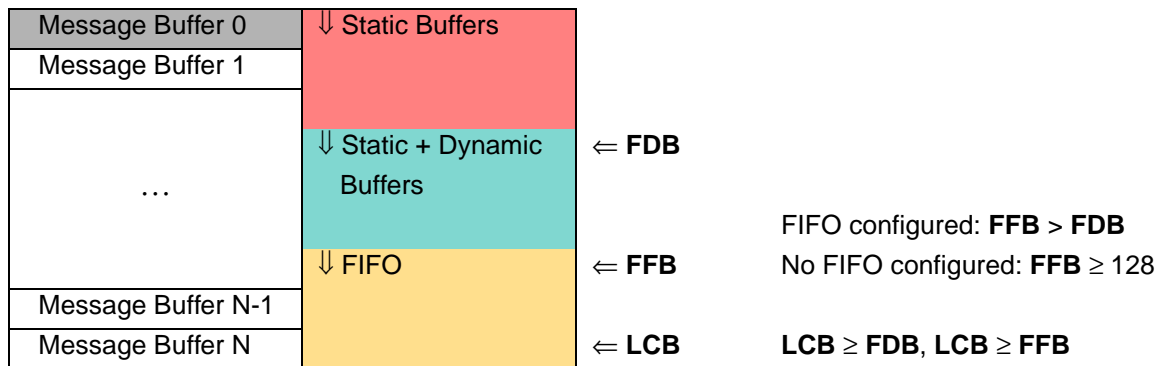 Message Buffer 0 ⇓ Static Buffers
Message Buffer 1
⇓ Static + Dynamic ⇐ FDB
… Buffers
FIFO configured: FFB > FDB
⇓ FIFO ⇐ FFB No FIFO configured: FFB ≥ 128
Message Buffer N-1
Message Buffer N ⇐ LCB LCB ≥ FDB, LCB ≥ FFB